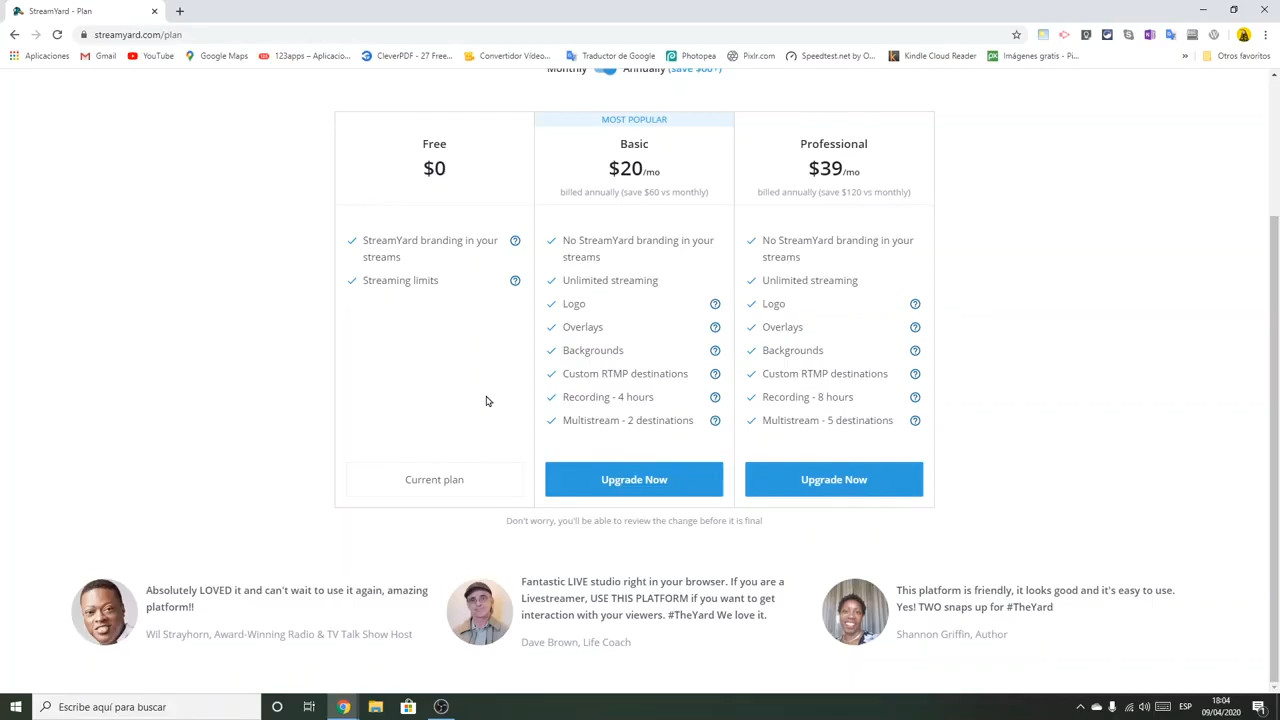 StreamYard - Plan
streamyard.com/plan
Aplicaciones
Gmail
YouTube
Google Maps
123apps – Aplicacio...
CleverPDF - 27 Free...
Convertidor Vídeo...
Traductor de Google
Photopea
Pixlr.com
Speedtest.net by O...
Kindle Cloud Reader
Imágenes gratis - Pi...
»
Otros favoritos
Monthly
Annually (save $60+)
Free
$0
StreamYard branding in your
streams
Streaming limits
Current plan
MOST POPULAR
Basic
$20/mo
billed annually (save $60 vs monthly)
No StreamYard branding in your
streams
Unlimited streaming
Logo
Overlays
Backgrounds
Custom RTMP destinations
Recording - 4 hours
Multistream - 2 destinations
Upgrade Now
Professional
$39/mo
billed annually (save $120 vs monthly)
No StreamYard branding in your
streams
Unlimited streaming
Logo
Overlays
Backgrounds
Custom RTMP destinations
Recording - 8 hours
Multistream - 5 destinations
Upgrade Now
Don't worry, you'll be able to review the change before it is final
Absolutely LOVED it and can't wait to use it again, amazing
platform!!
Wil Strayhorn, Award-Winning Radio & TV Talk Show Host
Fantastic LIVE studio right in your browser. If you are a
Livestreamer, USE THIS PLATFORM if you want to get
interaction with your viewers. #TheYard We love it.
Dave Brown, Life Coach
This platform is friendly, it looks good and it's easy to use.
Yes! TWO snaps up for #TheYard
Shannon Griffin, Author
Escribe aquí para buscar
ESP
18:04
09/04/2020